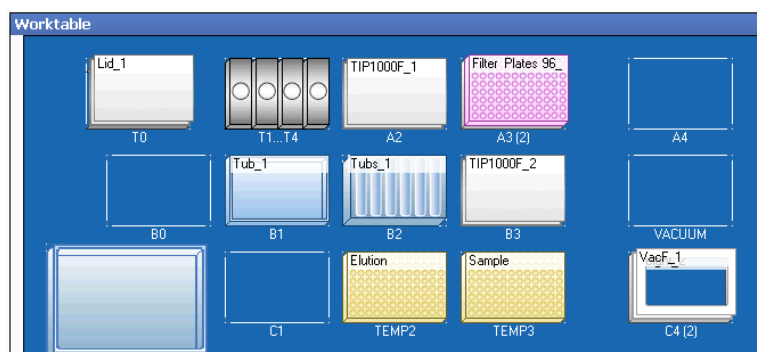 Worktable
Lid_1
TIP1000F_1
Filter Plates 96_
T0
T1...T4
A2
A3 (2)
A4
Tub_1
Tubs_1
TIP1000F_2
B0
B1
B2
B3
VACUUM
Elution
Sample
VacF_1
C1
TEMP2
TEMP3
C4 (2)